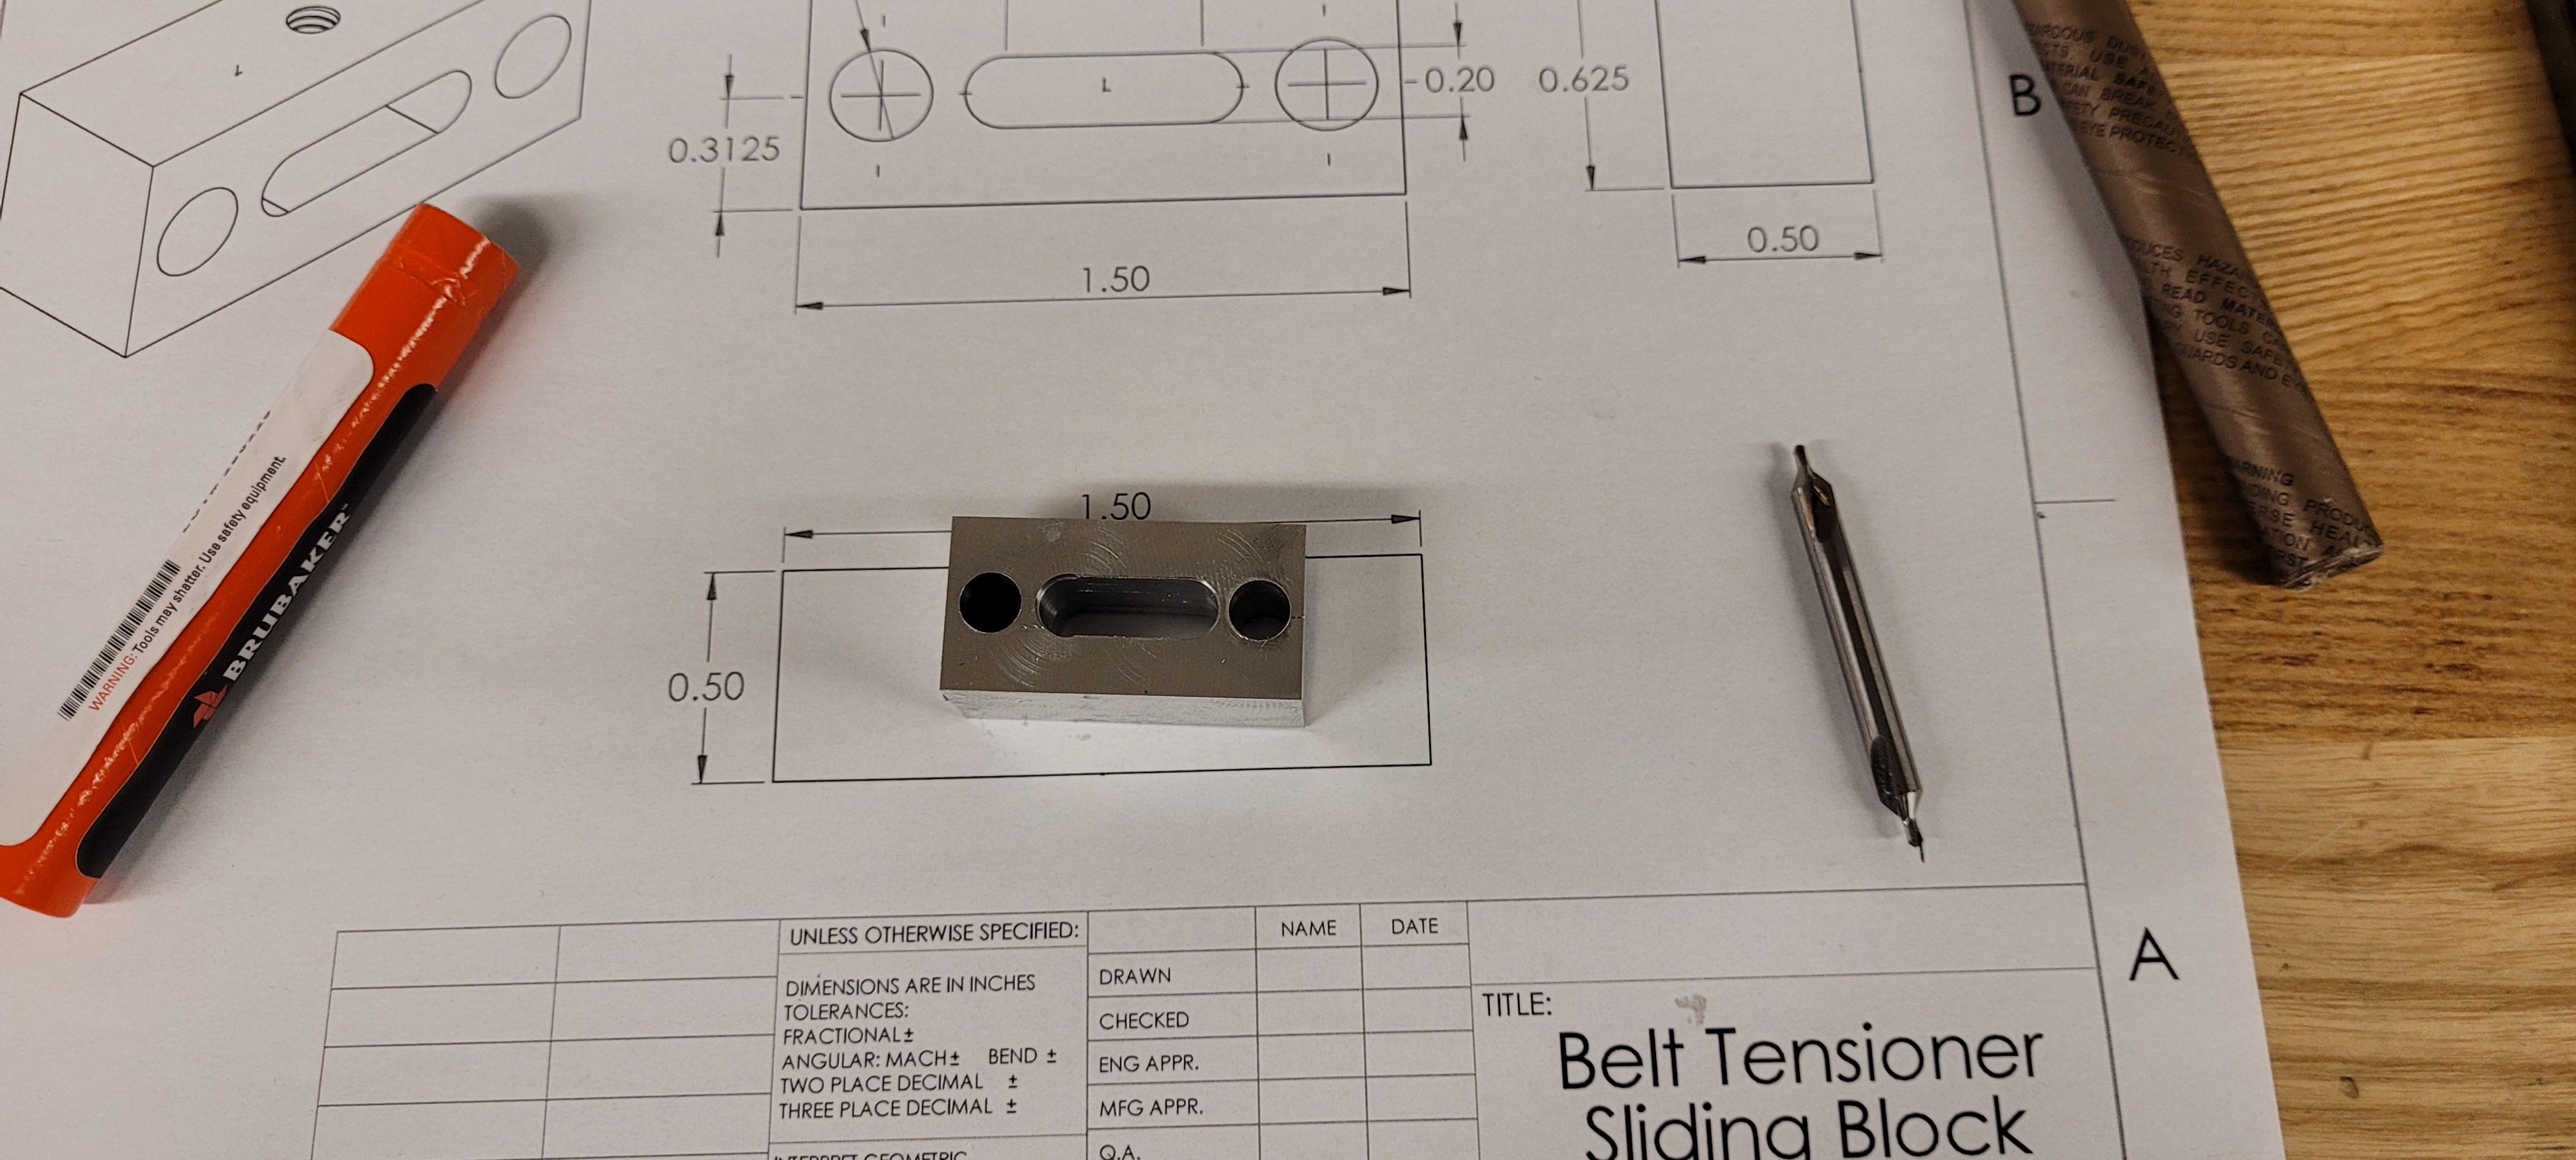 WARNING: Tools may shatter. Use safety equipment.
BRUBAKER
0.3125
0.50
1.50
1.50
0.20
0.625
0.50
UNLESS OTHERWISE SPECIFIED:
DIMENSIONS ARE IN INCHES
TOLERANCES:
FRACTIONAL±
ANGULAR: MACH± BEND ±
TWO PLACE DECIMAL ±
THREE PLACE DECIMAL ±
NAME
DATE
DRAWN
CHECKED
ENG APPR.
MFG APPR.
Q.A.
TITLE:
Belt Tensioner
Sliding Block
B
A